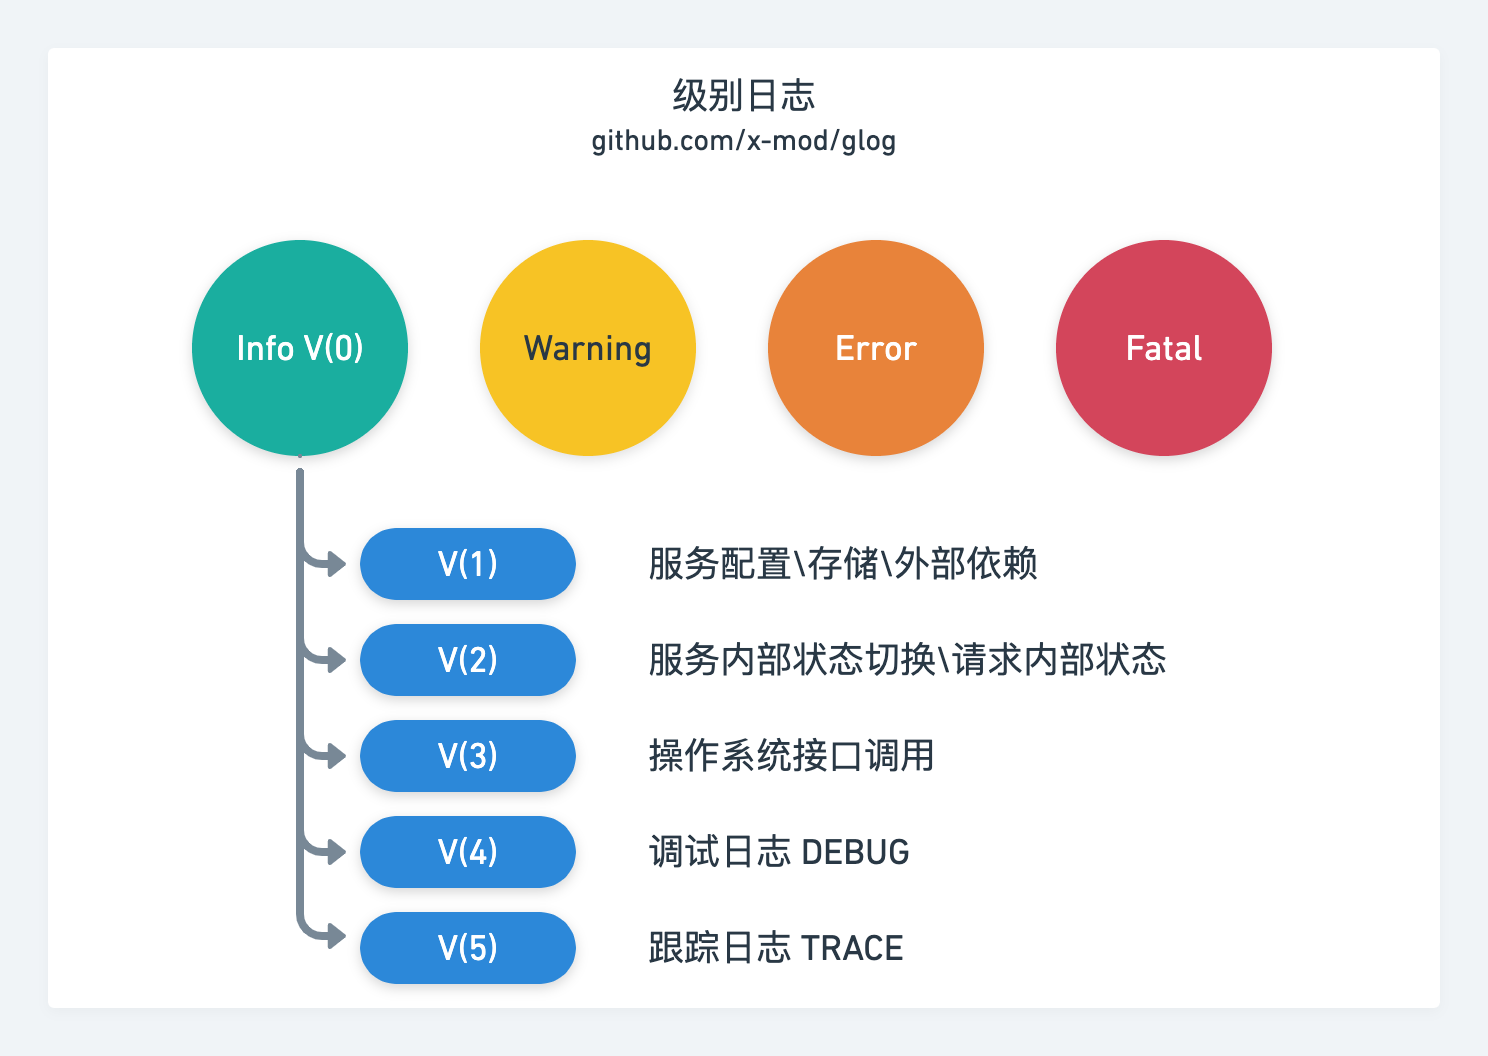 级别日志
github.com/x-mod/glog
Info V(0)
Warning
Error
Fatal
V(1) 服务配置\存储\外部依赖
V(2) 服务内部状态切换\请求内部状态
V(3) 操作系统接口调用
V(4) 调试日志 DEBUG
V(5) 跟踪日志 TRACE